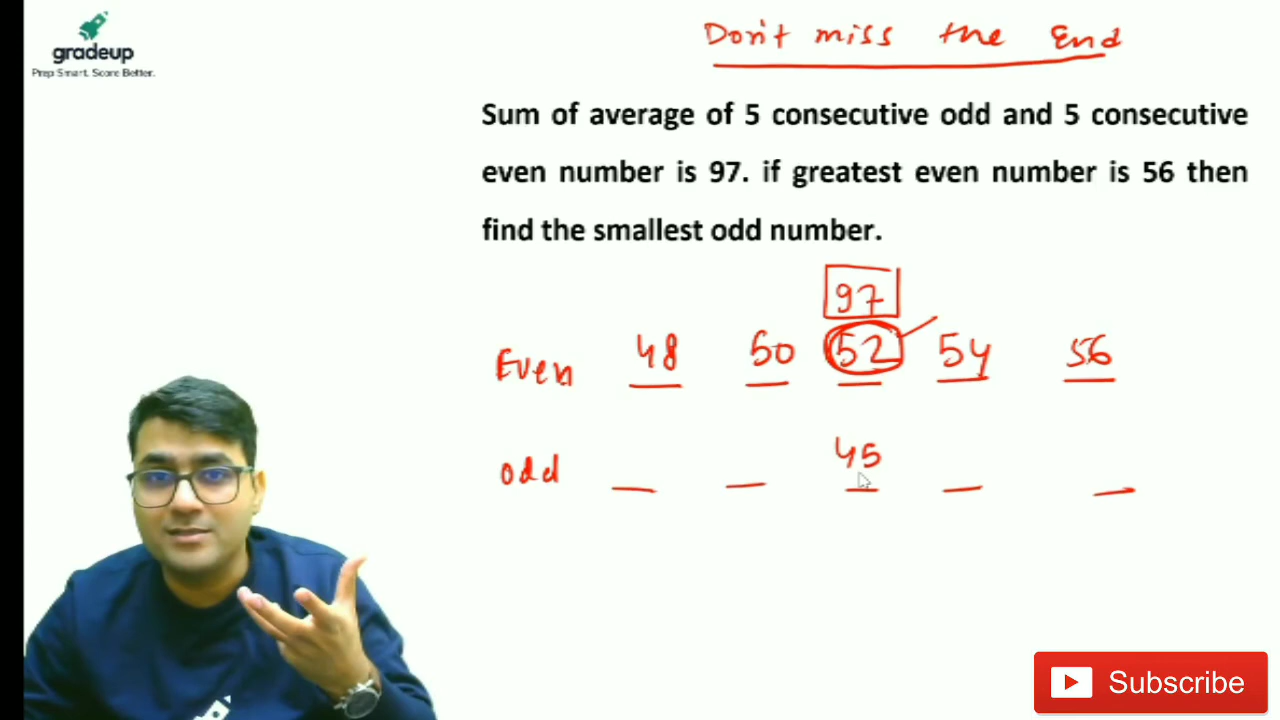 gradeup
Prep Smart. Score Better.
Don't miss the End
Sum of average of 5 consecutive odd and 5 consecutive
even number is 97. if greatest even number is 56 then
find the smallest odd number.
97
Even 48 50 52 54 56
odd 45
Subscribe